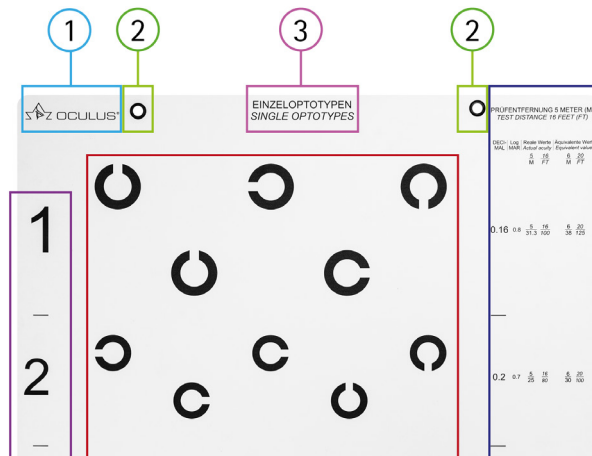 1
2
3
2
OCULUS®
EINZELOPTOTYPEN
SINGLE OPTOTYPES
PRÜFENTFERNUNG 5 METER (M
TEST DISTANCE 16 FEET (FT)
DECI- Log Reale Werte Äquivalente Wert
MAL MAR Actual acuity Equivalent value
5 16 6 20
M FT M FT
1
0.16 0.8 5 16 6 20
31.3 100 38 125
2
0.2 0.7 5 16 6 20
25 80 30 100